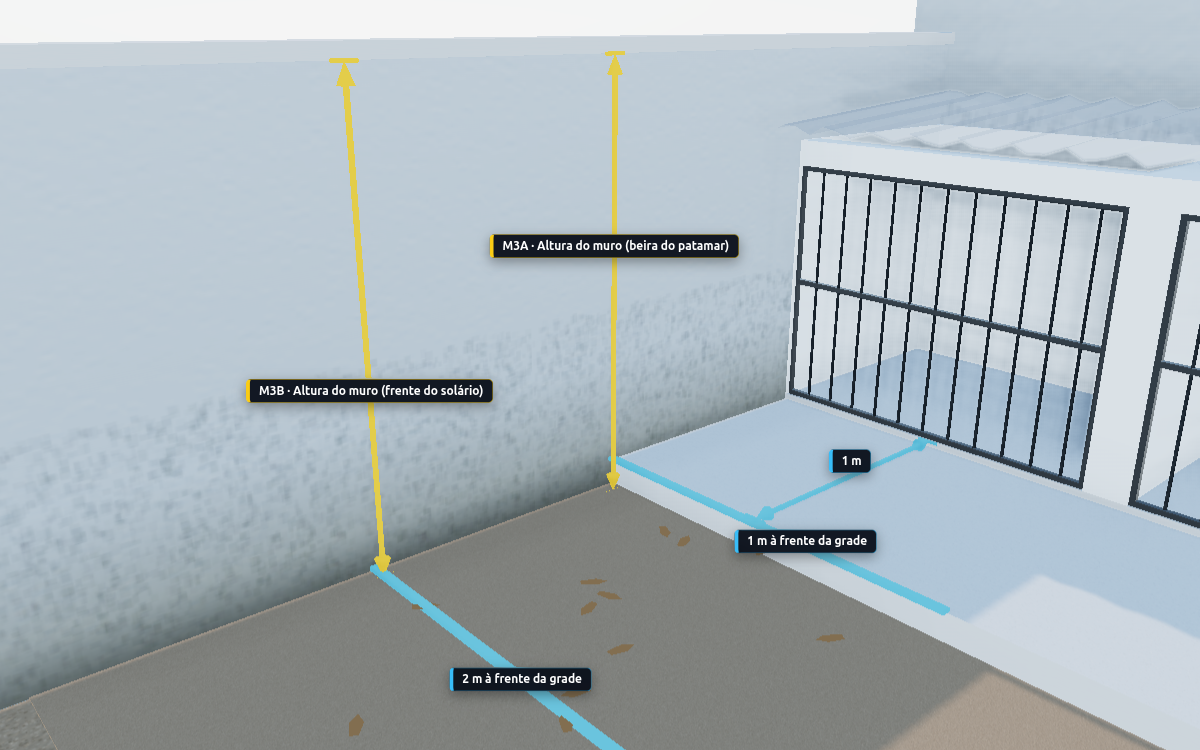 M3A · Altura do muro (beira do patamar)
M3B · Altura do muro (frente do solário)
1 m
1 m à frente da grade
2 m à frente da grade